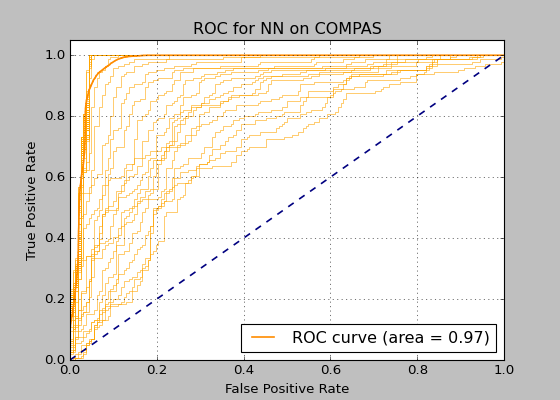 ROC for NN on COMPAS
True Positive Rate
1.0
0.8
0.6
0.4
0.2
0.0
0.0 0.2 0.4 0.6 0.8 1.0
False Positive Rate
ROC curve (area = 0.97)